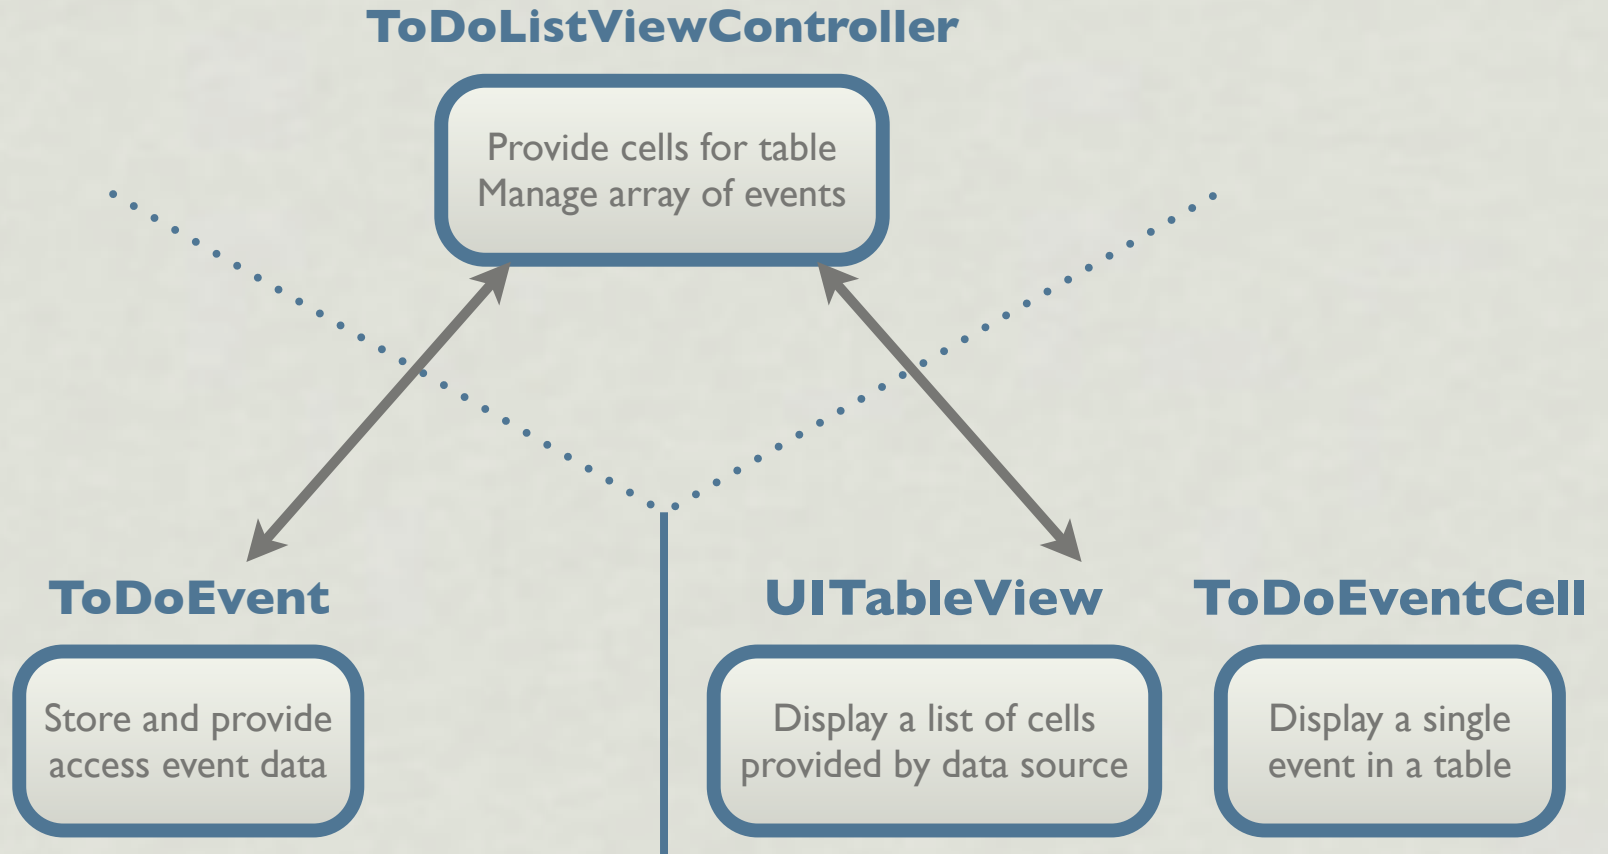 ToDoListViewController
Provide cells for table
Manage array of events
ToDoEvent
Store and provide
access event data
UITableView
Display a list of cells
provided by data source
ToDoEventCell
Display a single
event in a table